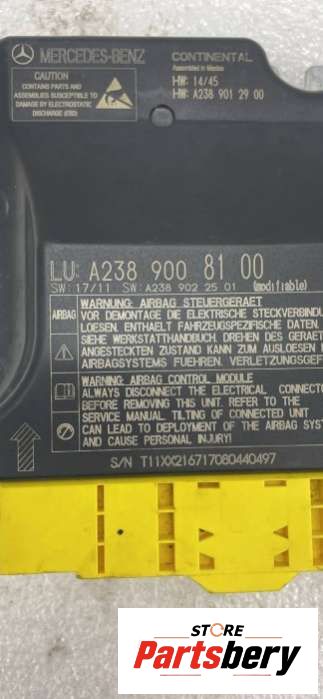 MERCEDES-BENZ
CONTINENTAL
Assembled in Mexico
HW: 14/45
HW: A238 901 29 00
CAUTION
CONTAINS PARTS AND
ASSEMBLIES SUSCEPTIBLE TO
DAMAGE BY ELECTROSTATIC
DISCHARGE (ESD)
LU: A238 900 81 00
SW: 17/11 SW: A238 902 25 01 (modifiable)
AIRBAG
WARNUNG: AIRBAG STEUERGERAET
VOR DEMONTAGE DIE ELEKTRISCHE STECKVERBINDU
LOESEN. ENTHAELT FAHRZEUGSPEZIFISCHE DATEN.
SIEHE WERKSTATTHANDBUCH DREHEN DES GERAET
ANGESTECKTEN ZUSTAND KANN ZUM AUSLOESEN
AIRBAGSYSTEMS FUEHREN. VERLETZUNGSGEF
WARNING: AIRBAG CONTROL MODULE
ALWAYS DISCONNECT THE ELECTRICAL CONNECTO
BEFORE REMOVING THIS UNIT. REFER TO THE
SERVICE MANUAL. TILTING OF CONNECTED UNIT
CAN LEAD TO DEPLOYMENT OF THE AIRBAG SYS
AND CAUSE PERSONAL INJURY!
S/N T11XX216717080440497
STORE
Partsbery